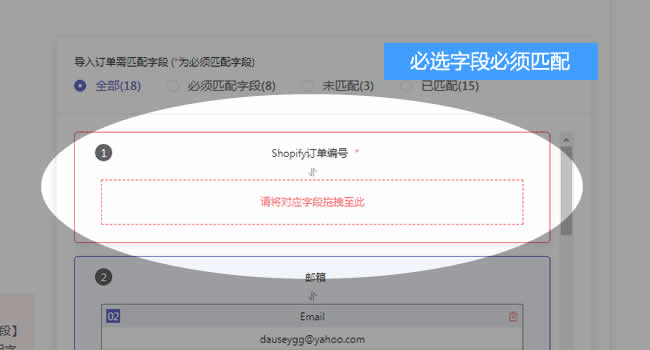 必选字段必须匹配
导入订单需匹配字段 (*为必须匹配字段)
全部(18) 必须匹配字段(8) 未匹配(3) 已匹配(15)
1 Shopify订单编号 *
请将对应字段拖拽至此
2 邮箱
02 Email
dauseygg@yahoo.com
段】